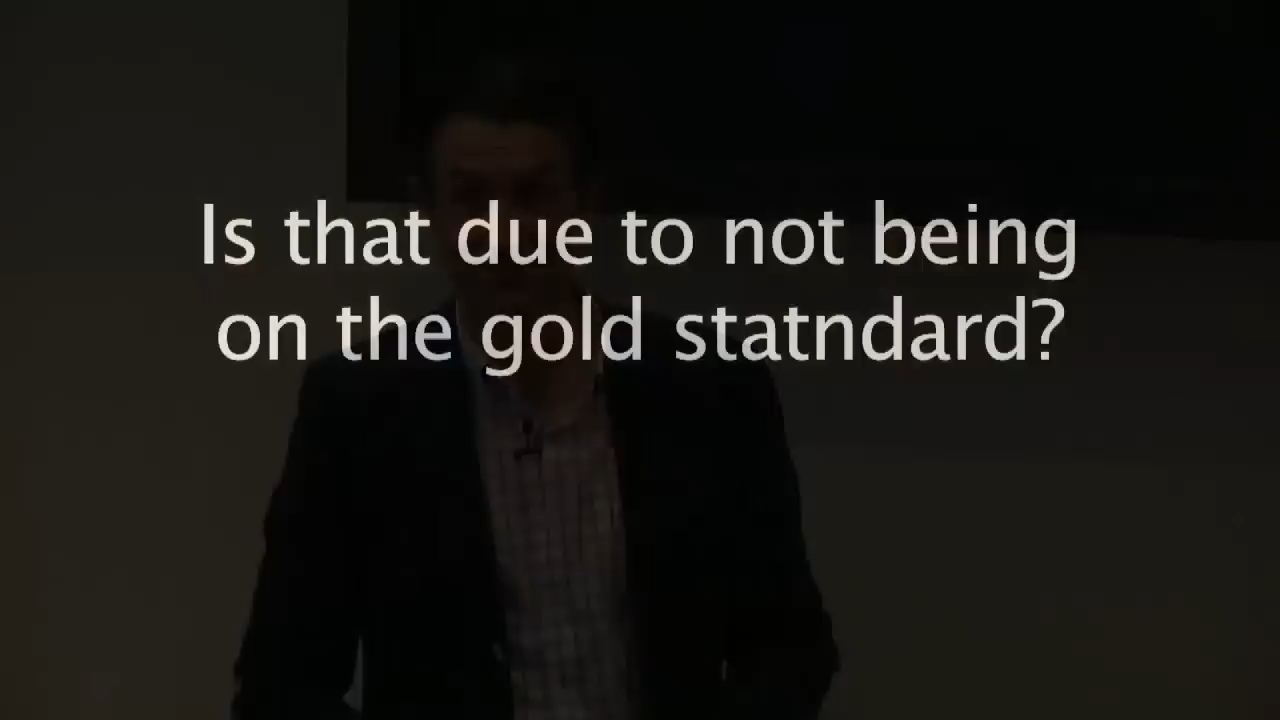 Is that due to not being
on the gold statndard?